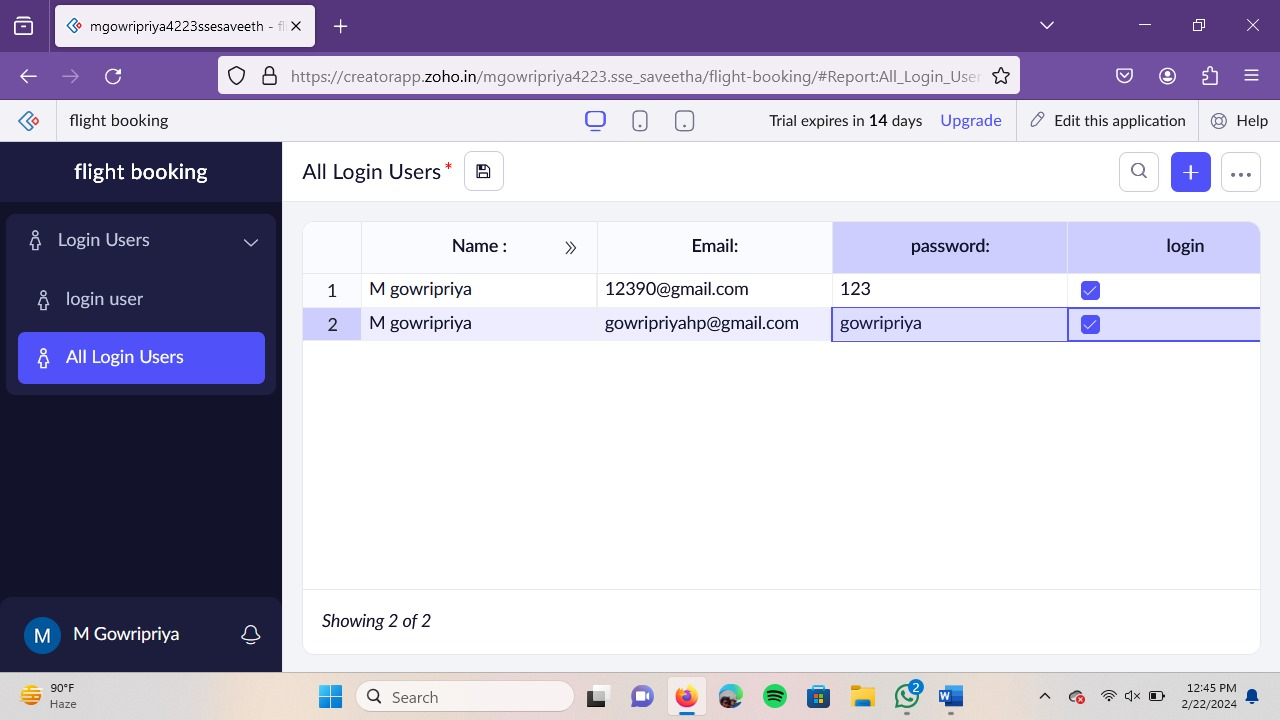 mgowripriya4223ssesaveeth - fl
https://creatorapp.zoho.in/mgowripriya4223.sse_saveetha/flight-booking/#Report:All_Login_User
flight booking
Trial expires in 14 days Upgrade Edit this application Help
flight booking
All Login Users*
Login Users
login user
All Login Users
Name : Email: password: login
1 M gowripriya 12390@gmail.com 123
2 M gowripriya gowripriyahp@gmail.com gowripriya
Showing 2 of 2
M M Gowripriya
90°F
Haze
Search
2
W
12:45 PM
2/22/2024